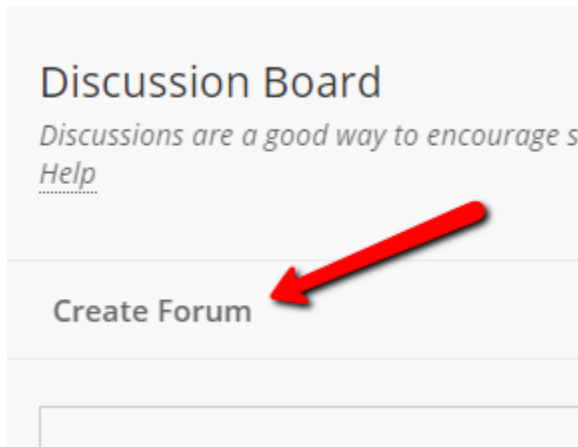 Discussion Board
Discussions are a good way to encourage s
Help
Create Forum